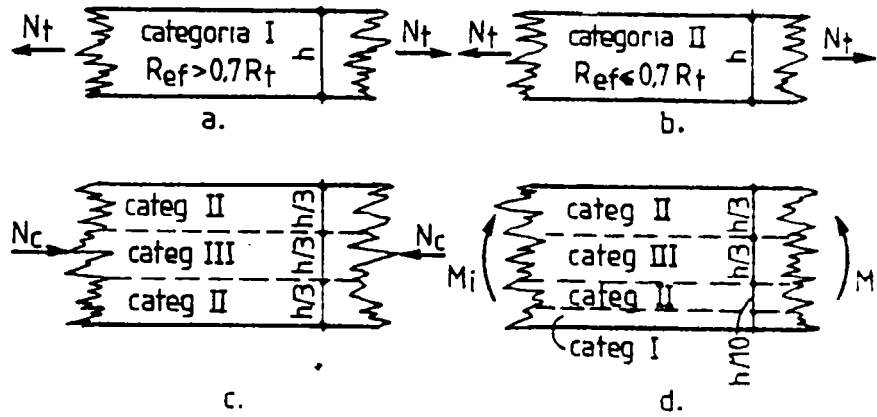 Nt
categoria I
Ref>0,7Rt
h
Nt
a.
Nt
categoria II
Ref≤0,7Rt
h
Nt
b.
Nc
categ II
categ III
categ II
h/3
h/3
h/3
Nc
c.
Mi
categ II
categ III
categ II
categ I
h/3
h/3
h/10
M
d.